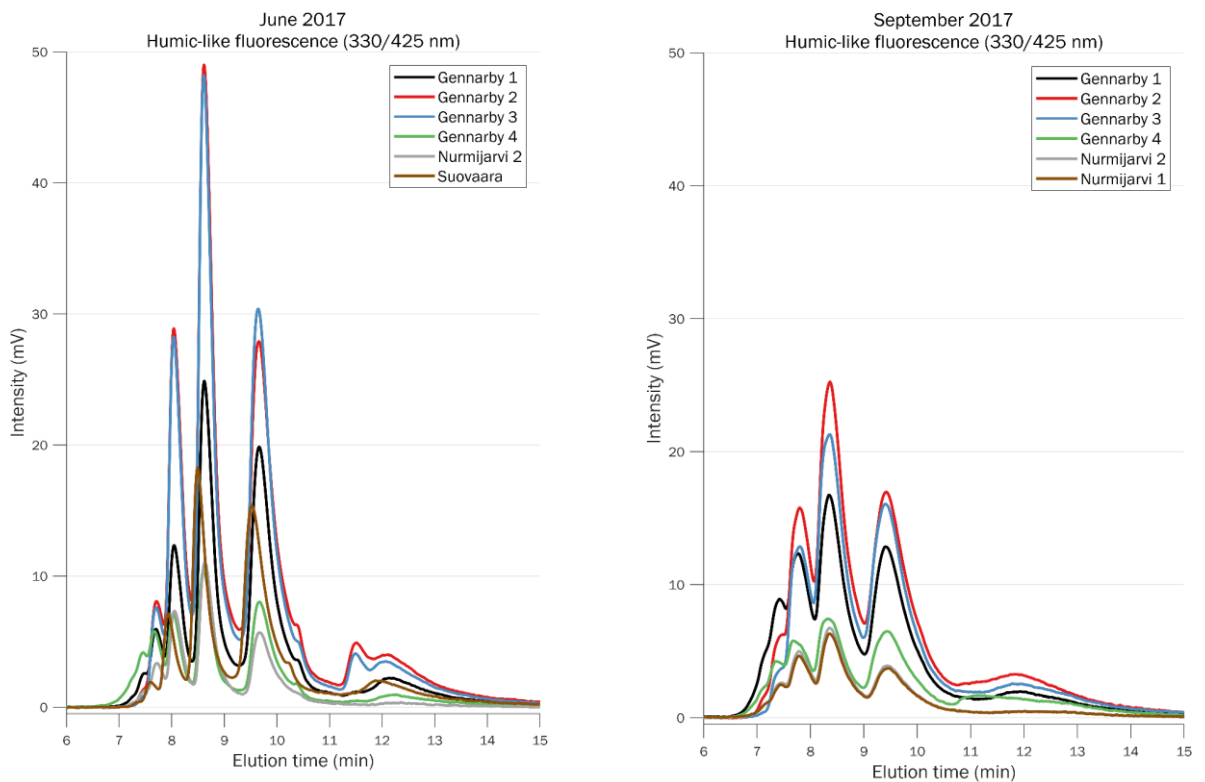 June 2017
Humic-like fluorescence (330/425 nm)
50
40
30
20
10
0
Intensity (mV)
Gennarby 1
Gennarby 2
Gennarby 3
Gennarby 4
Nurmijarvi 2
Suovaara
6 7 8 9 10 11 12 13 14 15
Elution time (min)
September 2017
Humic-like fluorescence (330/425 nm)
50
40
30
20
10
0
Intensity (mV)
Gennarby 1
Gennarby 2
Gennarby 3
Gennarby 4
Nurmijarvi 2
Nurmijarvi 1
6 7 8 9 10 11 12 13 14 15
Elution time (min)